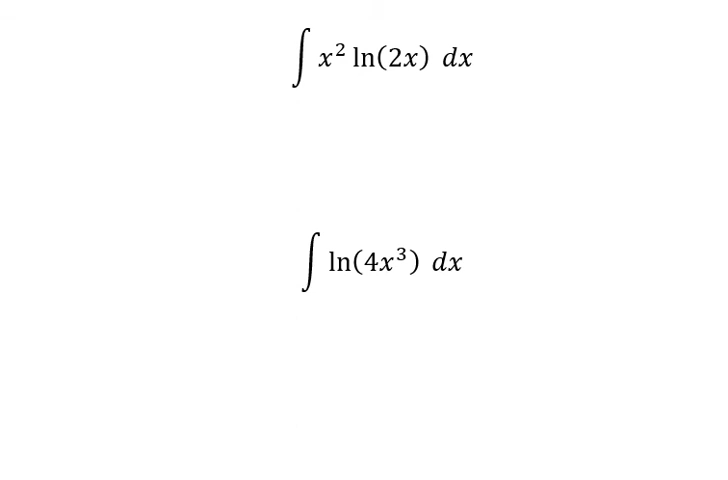 ∫ x² ln(2x) dx
∫ ln(4x³) dx